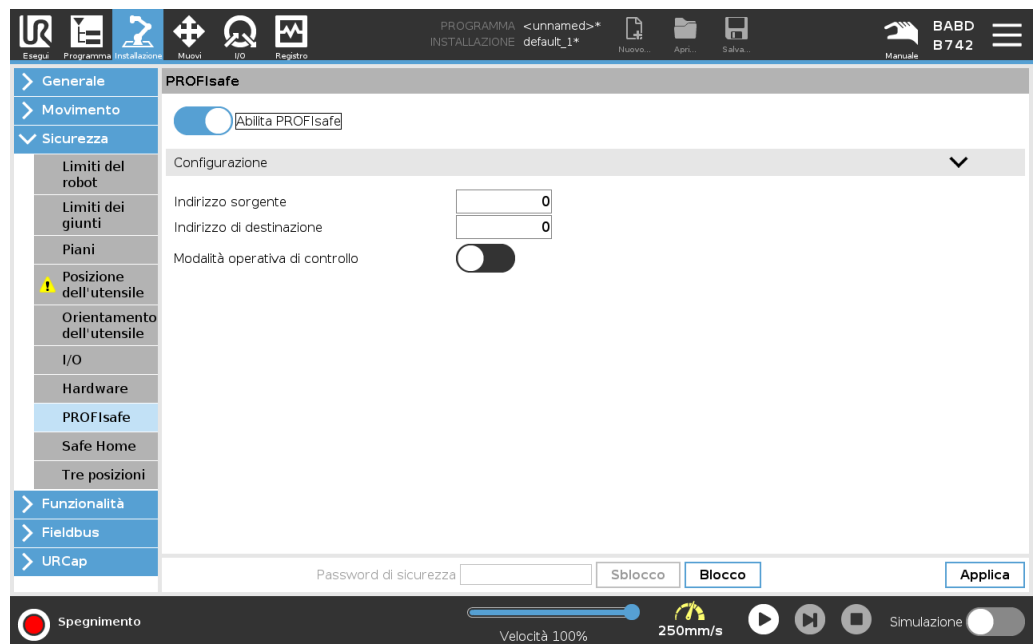 PROGRAMMA <unnamed>*
INSTALLAZIONE default_1*
Nuovo...
Apri...
Salva...
Manuale
BABD
B742
UR
Esegui
Programma
Installazione
Muovi
I/O
Registro
Generale
Movimento
Sicurezza
Limiti del
robot
Limiti dei
giunti
Piani
Posizione
dell'utensile
Orientamento
dell'utensile
I/O
Hardware
PROFIsafe
Safe Home
Tre posizioni
Funzionalità
Fieldbus
URCap
PROFIsafe
Abilita PROFIsafe
Configurazione
Indirizzo sorgente 0
Indirizzo di destinazione 0
Modalità operativa di controllo
Password di sicurezza
Sblocco
Blocco
Applica
Spegnimento
Velocità 100%
250mm/s
Simulazione